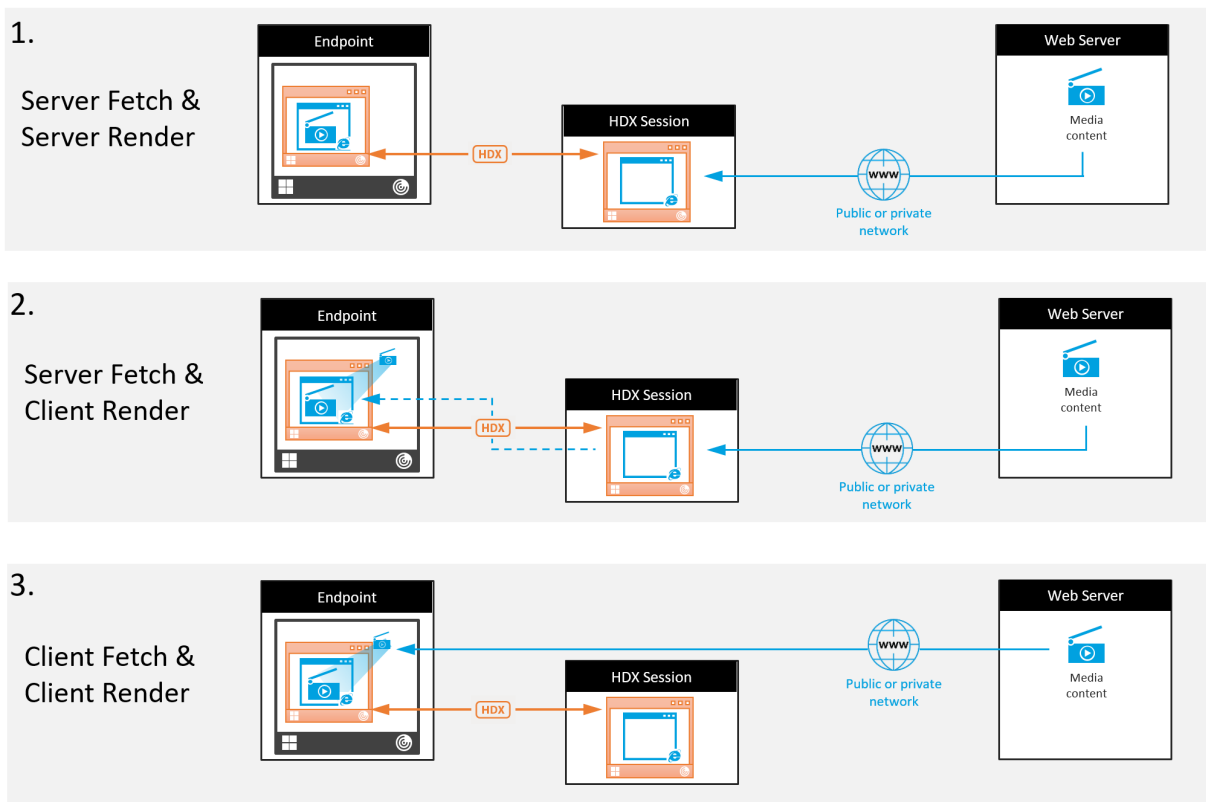 1.
Server Fetch &
Server Render
Endpoint
HDX
HDX Session
www
Public or private
network
Web Server
Media
content
2.
Server Fetch &
Client Render
Endpoint
HDX
HDX Session
www
Public or private
network
Web Server
Media
content
3.
Client Fetch &
Client Render
Endpoint
HDX
HDX Session
www
Public or private
network
Web Server
Media
content